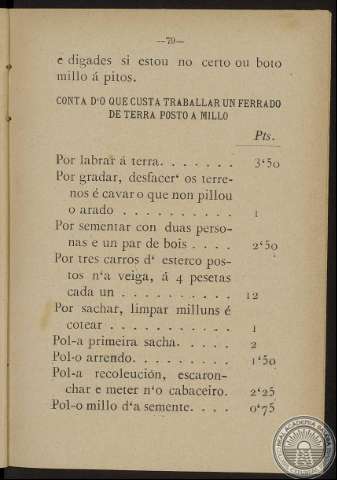 —79—
e digades si estou no certo ou boto
millo á pitos.
CONTA D'O QUE CUSTA TRABALLAR UN FERRADO
DE TERRA POSTO A MILLO
Pts.
Por labrar á terra. . . . . . . 3‘50
Por gradar, desfacer‘ os terre-
nos é cavar o que non pillou
o arado . . . . . . . . . . 1
Por sementar con duas perso-
nas e un par de bois . . . . 2‘50
Por tres carros d‘ esterco pos-
tos n‘a veiga, á 4 pesetas
cada un . . . . . . . . . . 12
Por sachar, limpar milluns é
cotear . . . . . . . . . . . 1
Pol-a primeira sacha. . . . . 2
Pol-o arrendo. . . . . . . . . 1‘50
Pol-a recoleución, escaron-
char e meter n‘o cabaceiro. 2‘25
Pol-o millo d‘a semente. . . . 0‘75
REAL ACADEMIA GALLEGA